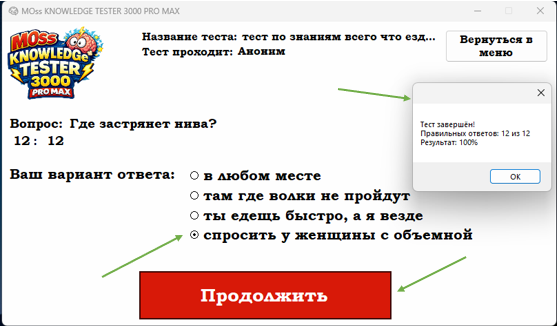 MOss KNOWLEDGE TESTER 3000 PRO MAX
MOss
KNOWLEDGe
TESTER
3000
PRO MAX
Название теста: тест по знаниям всего что езд...
Тест проходит: Аноним
Вернуться в
меню
Вопрос: Где застрянет нива?
12 : 12
Тест завершён!
Правильных ответов: 12 из 12
Результат: 100%
OK
Ваш вариант ответа:
в любом месте
там где волки не пройдут
ты едещь быстро, а я везде
спросить у женщины с объемной
Продолжить